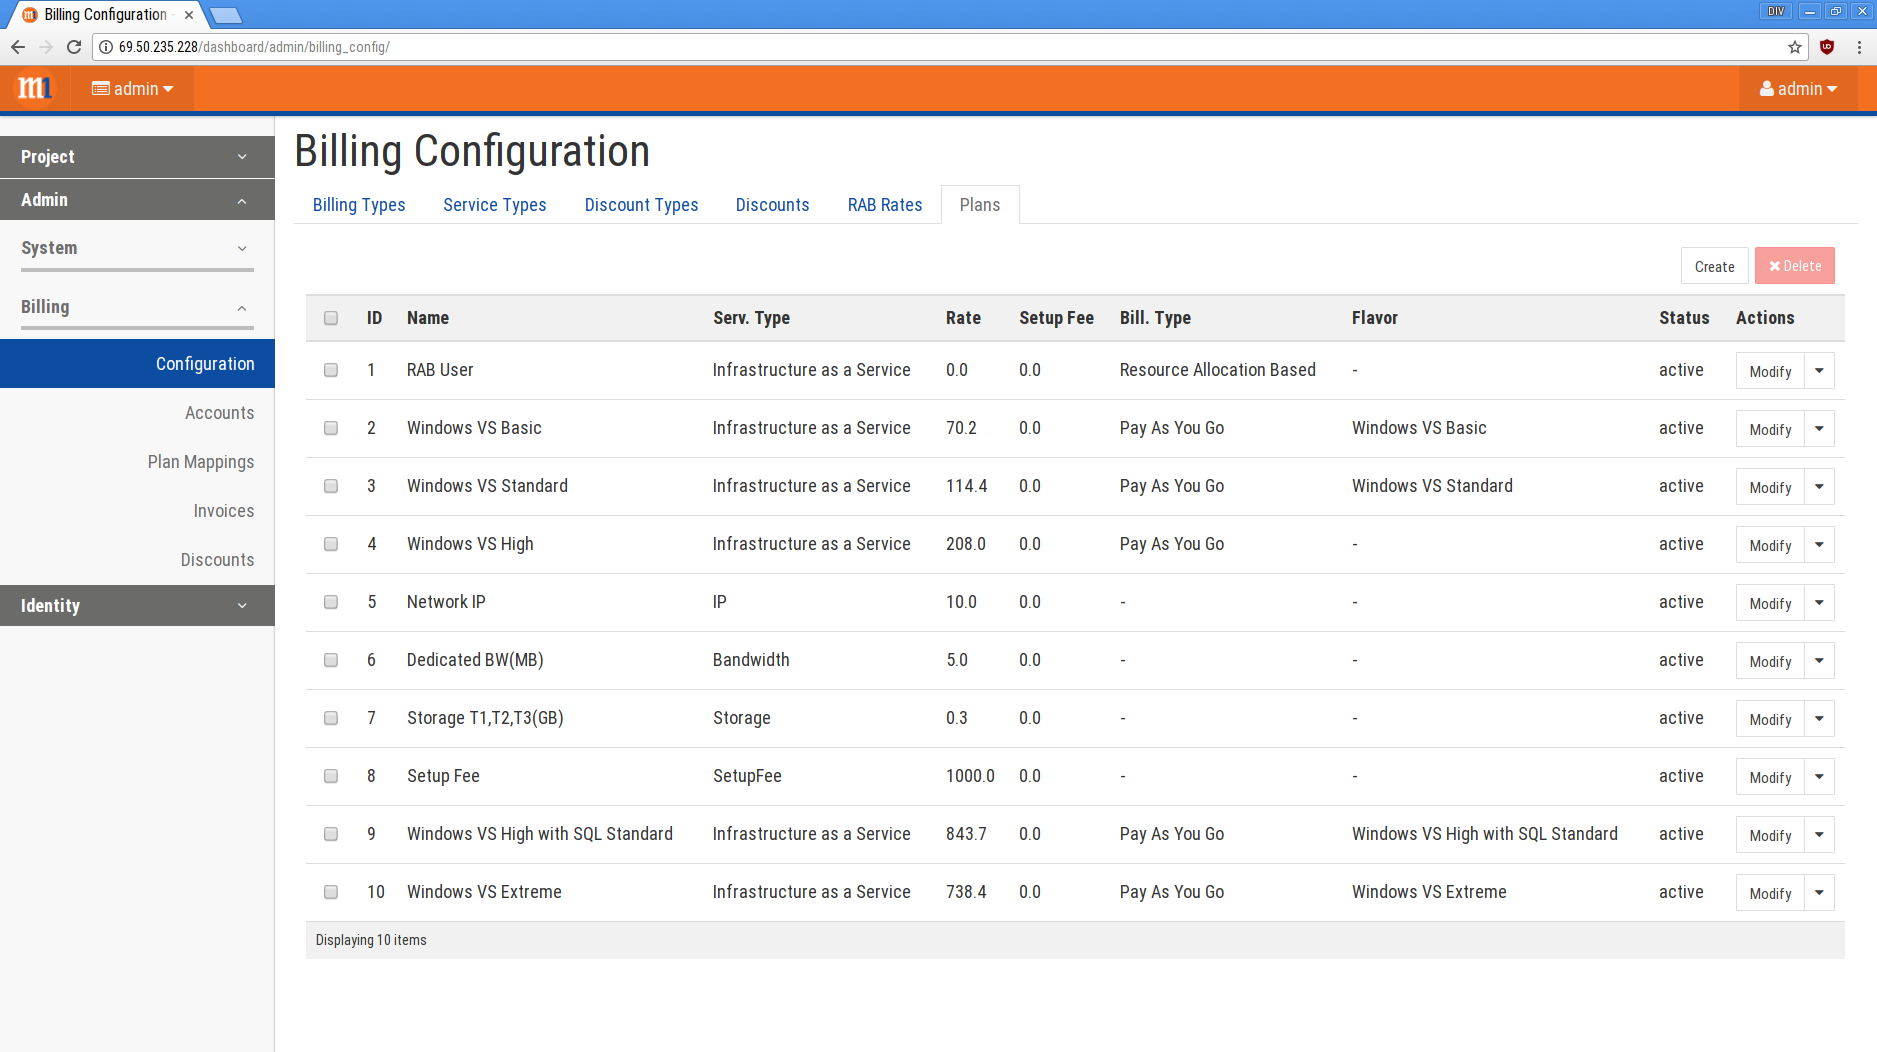 Billing Configuration -
DIV
69.50.235.228/dashboard/admin/billing_config/
m1 admin admin
Project
Admin
System
Billing
Configuration
Accounts
Plan Mappings
Invoices
Discounts
Identity
Billing Configuration
Billing Types Service Types Discount Types Discounts RAB Rates Plans
Create Delete
ID Name Serv. Type Rate Setup Fee Bill. Type Flavor Status Actions
1 RAB User Infrastructure as a Service 0.0 0.0 Resource Allocation Based - active Modify
2 Windows VS Basic Infrastructure as a Service 70.2 0.0 Pay As You Go Windows VS Basic active Modify
3 Windows VS Standard Infrastructure as a Service 114.4 0.0 Pay As You Go Windows VS Standard active Modify
4 Windows VS High Infrastructure as a Service 208.0 0.0 Pay As You Go - active Modify
5 Network IP IP 10.0 0.0 - - active Modify
6 Dedicated BW(MB) Bandwidth 5.0 0.0 - - active Modify
7 Storage T1,T2,T3(GB) Storage 0.3 0.0 - - active Modify
8 Setup Fee SetupFee 1000.0 0.0 - - active Modify
9 Windows VS High with SQL Standard Infrastructure as a Service 843.7 0.0 Pay As You Go Windows VS High with SQL Standard active Modify
10 Windows VS Extreme Infrastructure as a Service 738.4 0.0 Pay As You Go Windows VS Extreme active Modify
Displaying 10 items